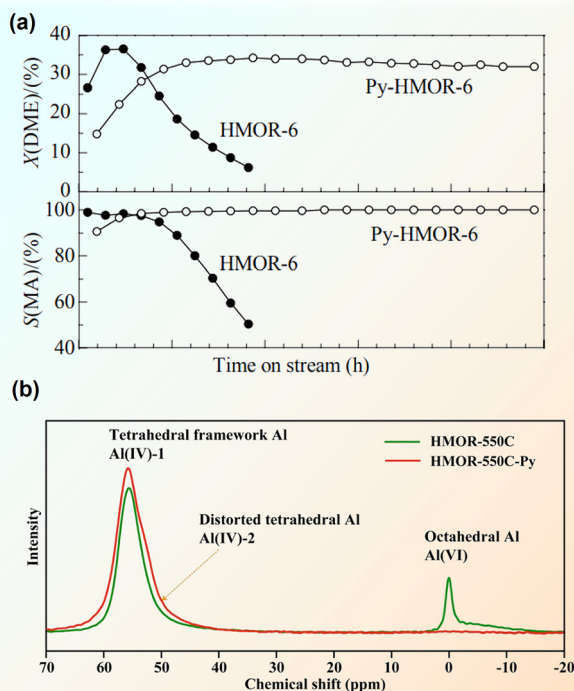 (a)
X(DME)/(%)
40
30
20
10
0
Py-HMOR-6
HMOR-6
S(MA)/(%)
100
80
60
40
Py-HMOR-6
HMOR-6
Time on stream (h)
(b)
Tetrahedral framework Al
Al(IV)-1
HMOR-550C
HMOR-550C-Py
Distorted tetrahedral Al
Al(IV)-2
Octahedral Al
Al(VI)
Intensity
70 60 50 40 30 20 10 0 -10 -20
Chemical shift (ppm)